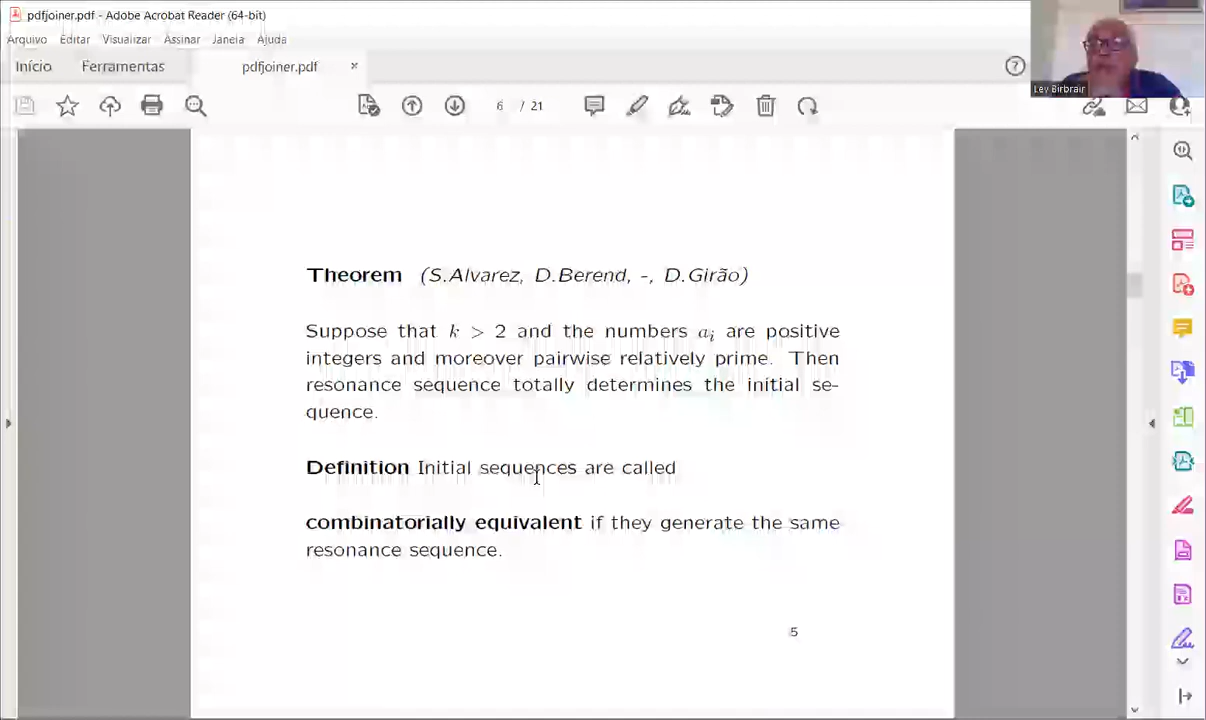 pdfjoiner.pdf - Adobe Acrobat Reader (64-bit)
Arquivo Editar Visualizar Assinar Janela Ajuda
Início Ferramentas pdfjoiner.pdf ×
6 / 21
Lev Birbrair
Theorem (S.Alvarez, D.Berend, -, D.Girão)
Suppose that k > 2 and the numbers a_i are positive
integers and moreover pairwise relatively prime. Then
resonance sequence totally determines the initial se-
quence.
Definition Initial sequences are called
combinatorially equivalent if they generate the same
resonance sequence.
5